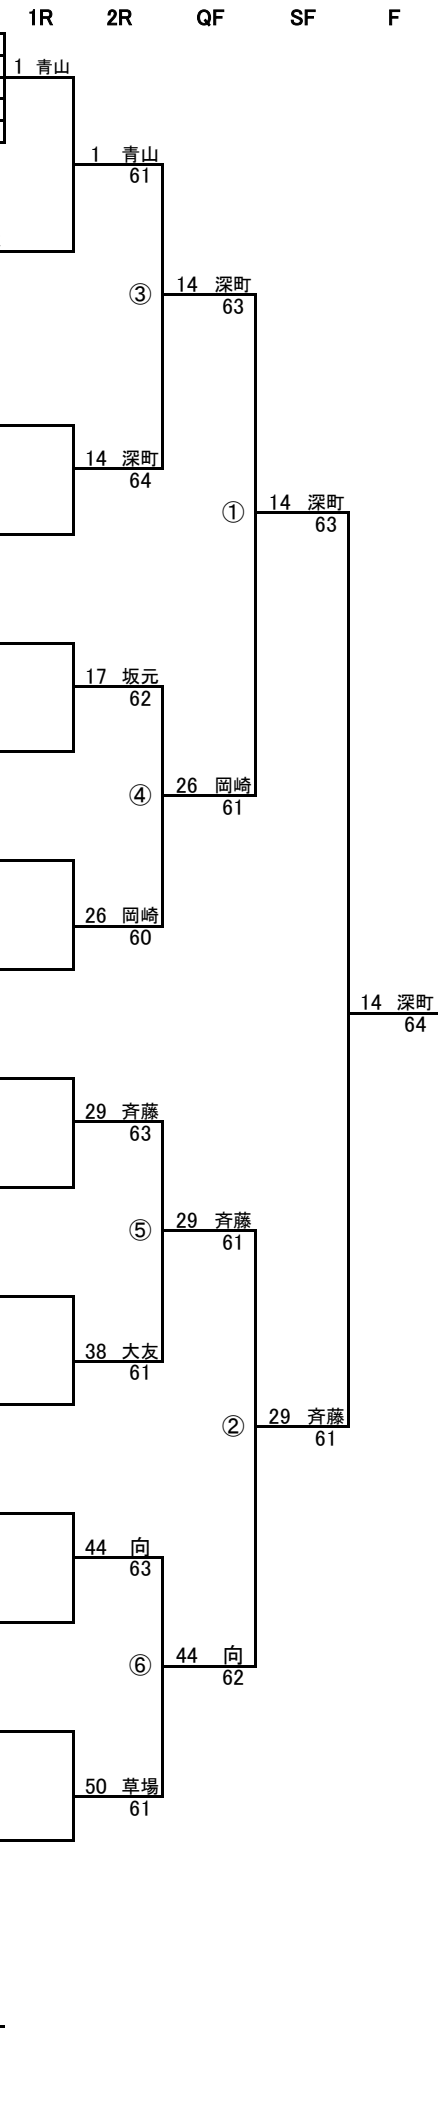 1R 2R QF SF F
1 青山
1 青山
61
③ 14 深町
63
14 深町
64
① 14 深町
63
17 坂元
62
④ 26 岡崎
61
26 岡崎
60
14 深町
64
29 斉藤
63
⑤ 29 斉藤
61
38 大友
61
② 29 斉藤
61
44 向
63
⑥ 44 向
62
50 草場
61